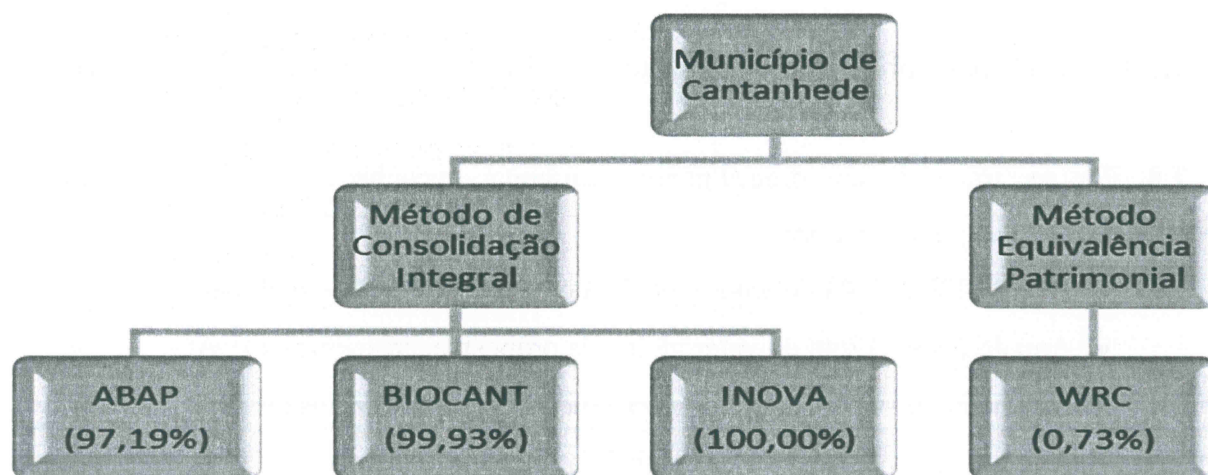 Município de
Cantanhede
Método de
Consolidação
Integral
Método
Equivalência
Patrimonial
ABAP
(97,19%)
BIOCANT
(99,93%)
INOVA
(100,00%)
WRC
(0,73%)